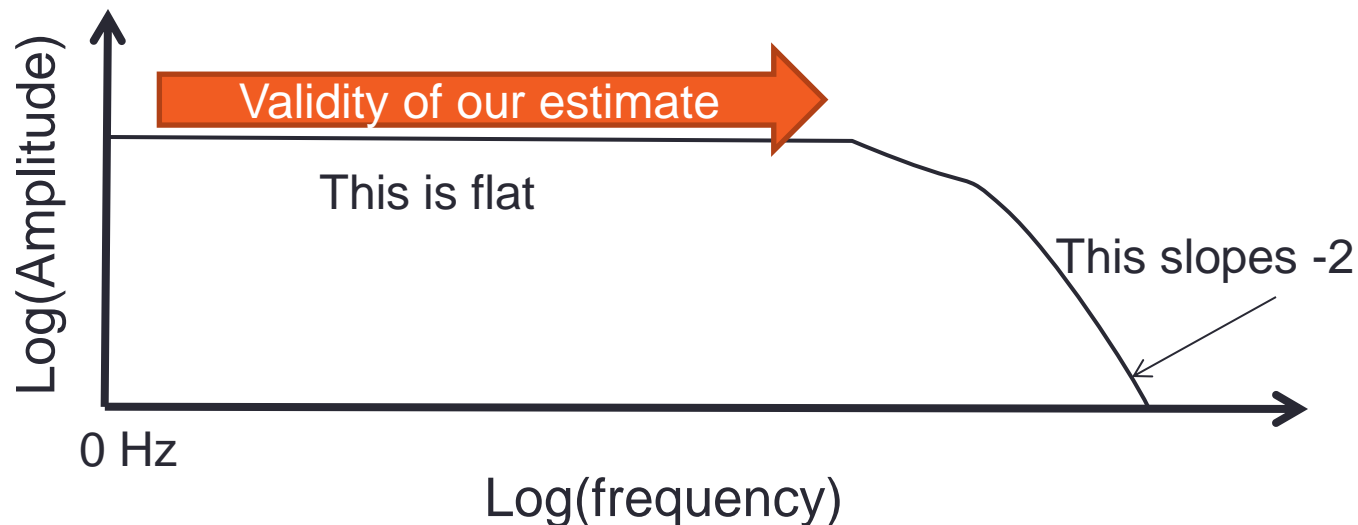 Log(Amplitude)
Validity of our estimate
This is flat
This slopes -2
0 Hz
Log(frequency)